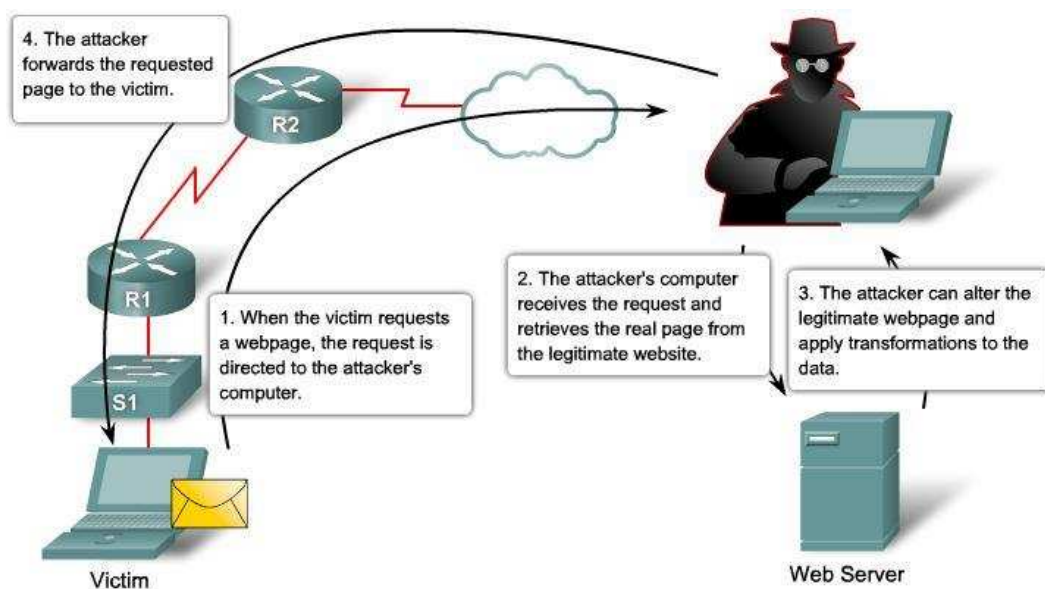 4. The attacker
forwards the requested
page to the victim.
R2
R1
1. When the victim requests
a webpage, the request is
directed to the attacker's
computer.
2. The attacker's computer
receives the request and
retrieves the real page from
the legitimate website.
3. The attacker can alter the
legitimate webpage and
apply transformations to the
data.
S1
Victim
Web Server